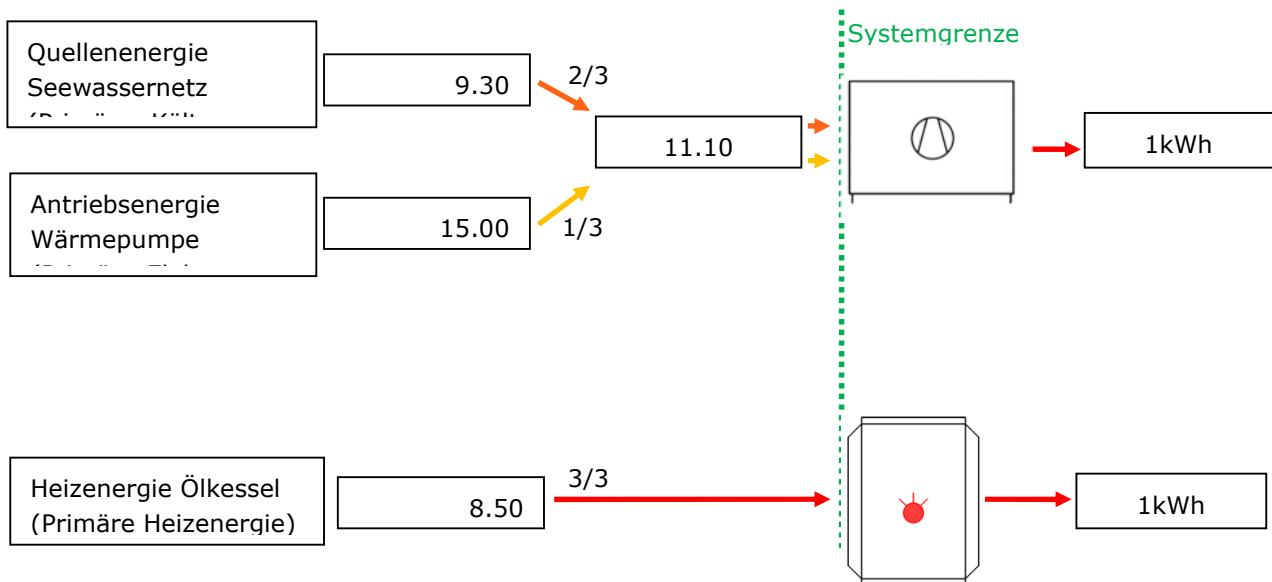 Systemgrenze
Quellenenergie
Seewassernetz
9.30
2/3
11.10
1kWh
Antriebsenergie
Wärmepumpe
15.00
1/3
Heizenergie Ölkessel
(Primäre Heizenergie)
8.50
3/3
1kWh